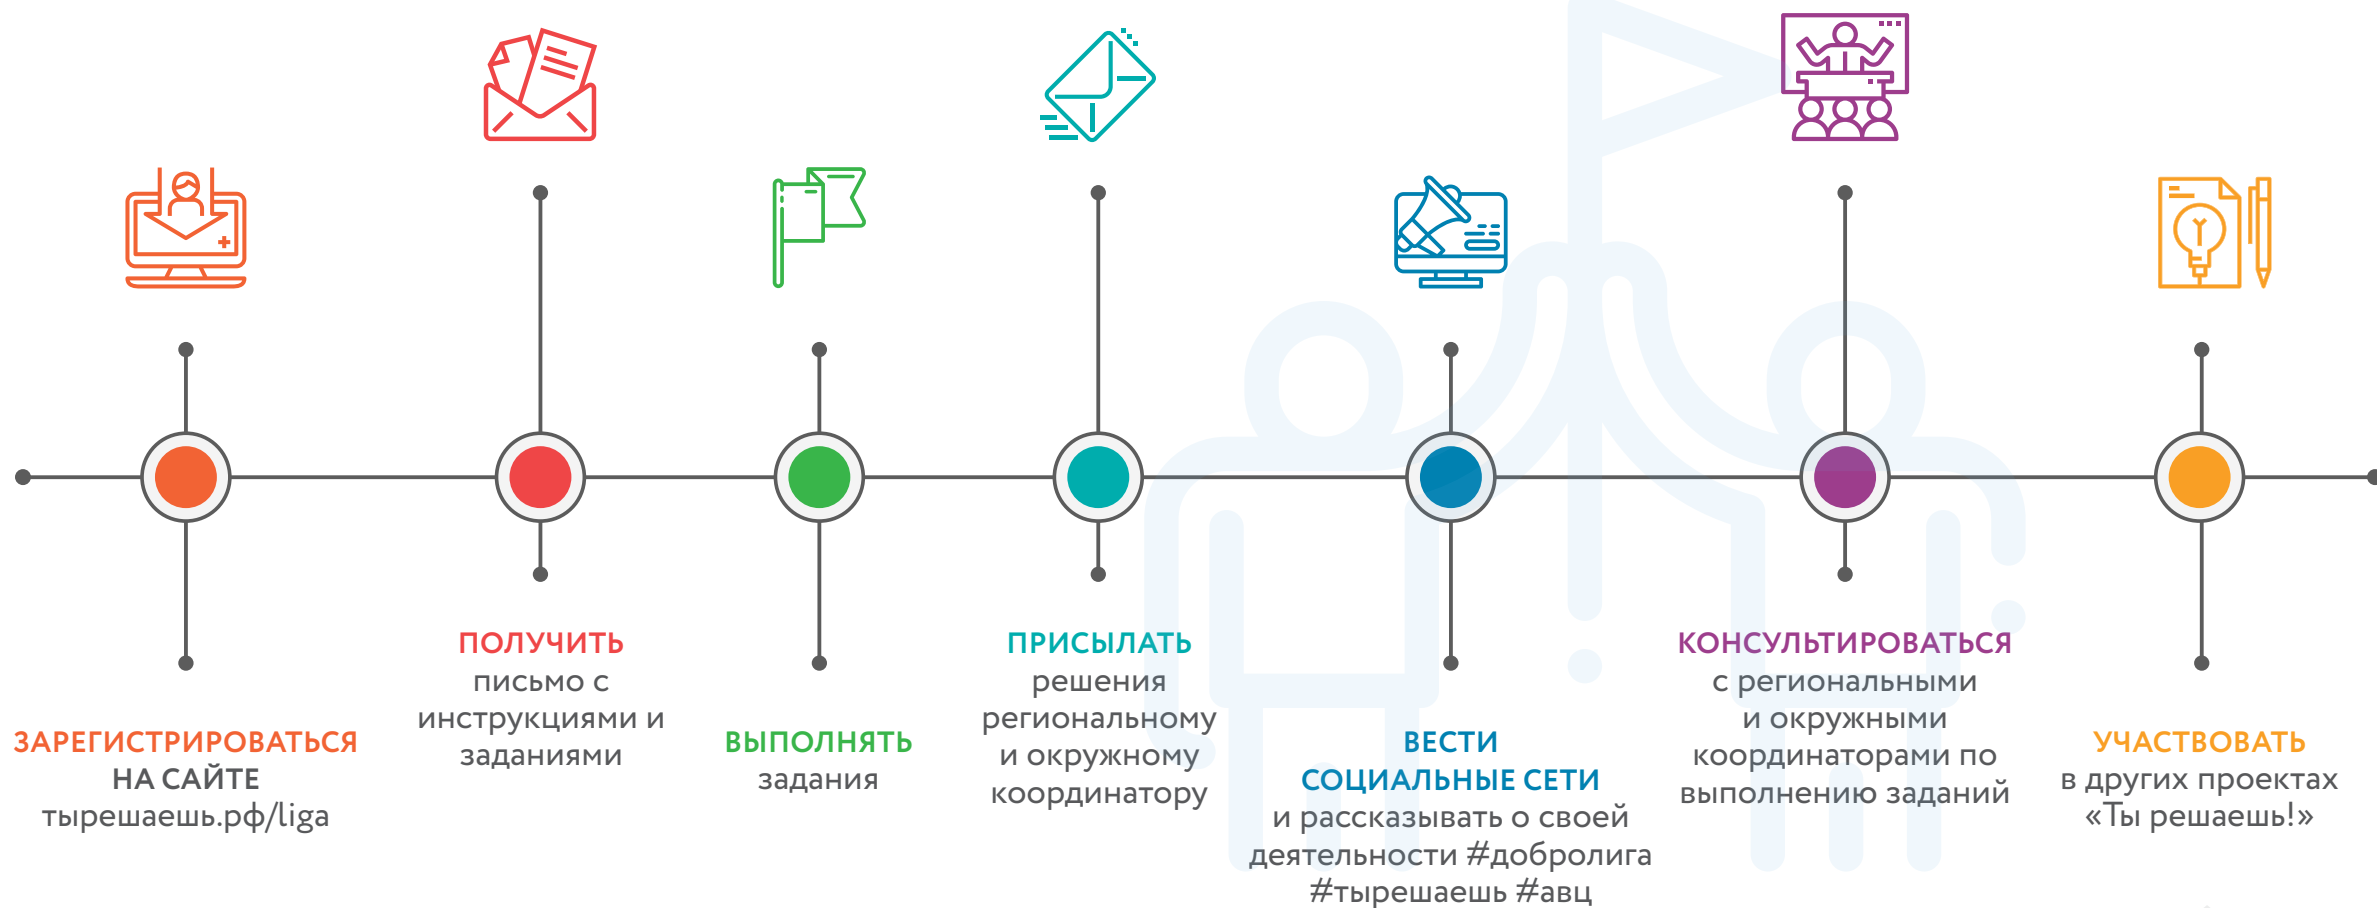 ЗАРЕГИСТРИРОВАТЬСЯ
НА САЙТЕ
тырешаешь.рф/liga
ПОЛУЧИТЬ
письмо с
инструкциями и
заданиями
ВЫПОЛНЯТЬ
задания
ПРИСЫЛАТЬ
решения
региональному
и окружному
координатору
ВЕСТИ
СОЦИАЛЬНЫЕ СЕТИ
и рассказывать о своей
деятельности #добролига
#тырешаешь #авц
КОНСУЛЬТИРОВАТЬСЯ
с региональными
и окружными
координаторами по
выполнению заданий
УЧАСТВОВАТЬ
в других проектах
«Ты решаешь!»